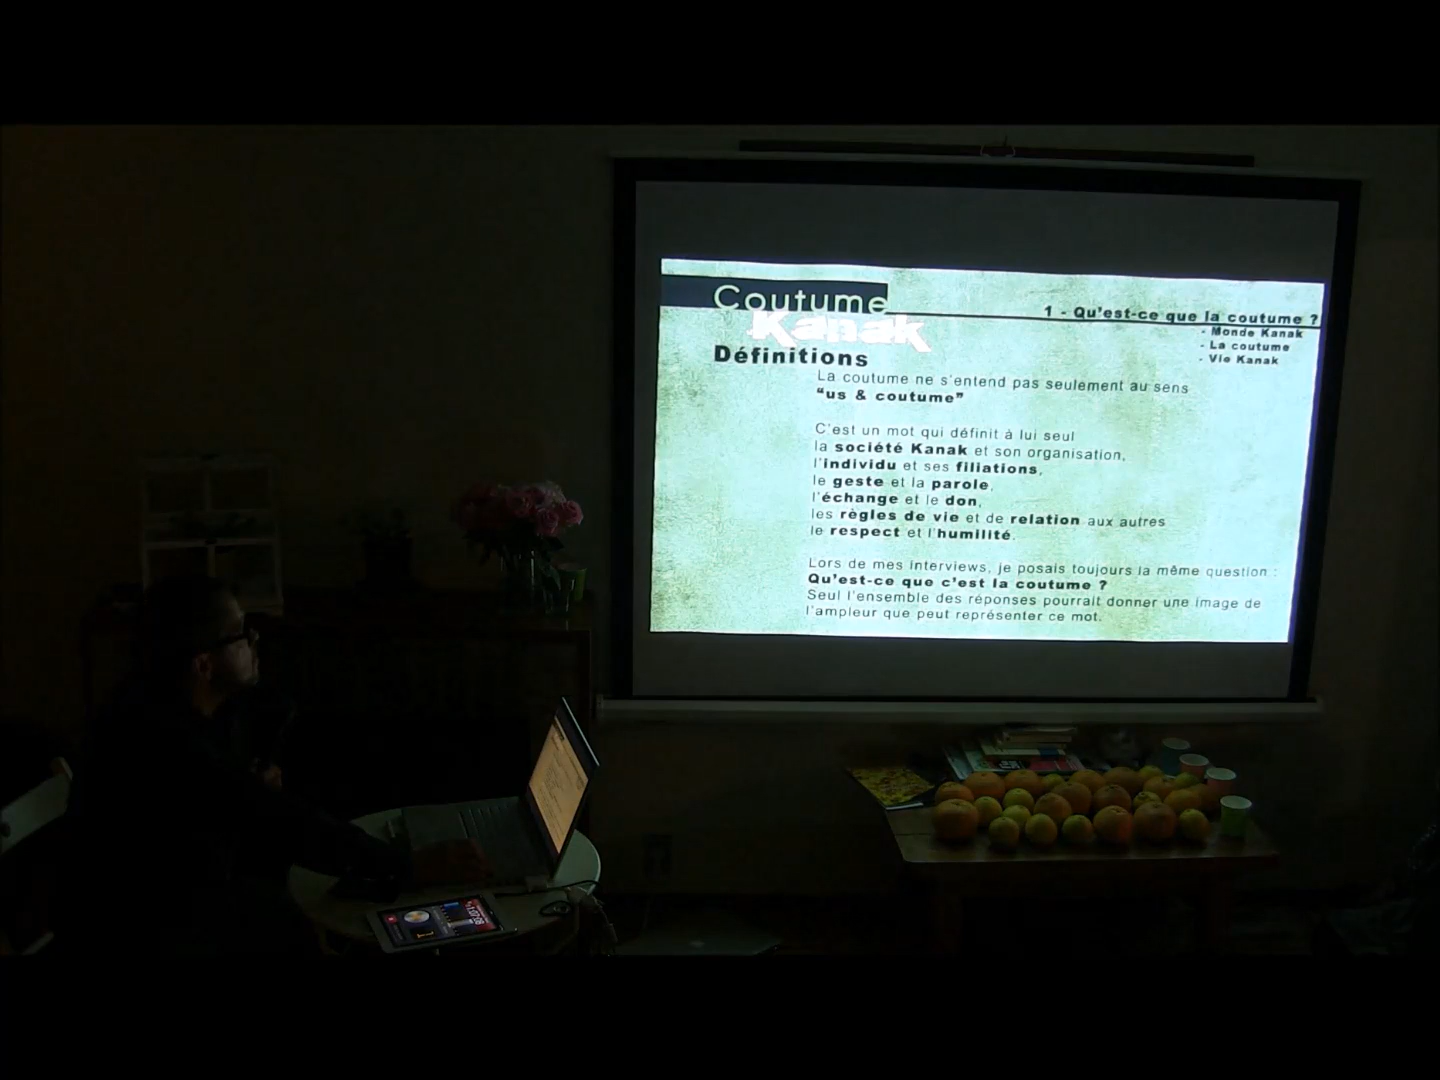 Coutume
Kanak
1 - Qu'est-ce que la coutume ?
- Monde Kanak
- La coutume
- Vie Kanak
Définitions
La coutume ne s'entend pas seulement au sens
“us & coutume”
C'est un mot qui définit à lui seul
la société Kanak et son organisation,
l'individu et ses filiations,
le geste et la parole,
l'échange et le don,
les règles de vie et de relation aux autres
le respect et l'humilité.
Lors de mes interviews, je posais toujours la même question :
Qu'est-ce que c'est la coutume ?
Seul l'ensemble des réponses pourrait donner une image de
l'ampleur que peut représenter ce mot.